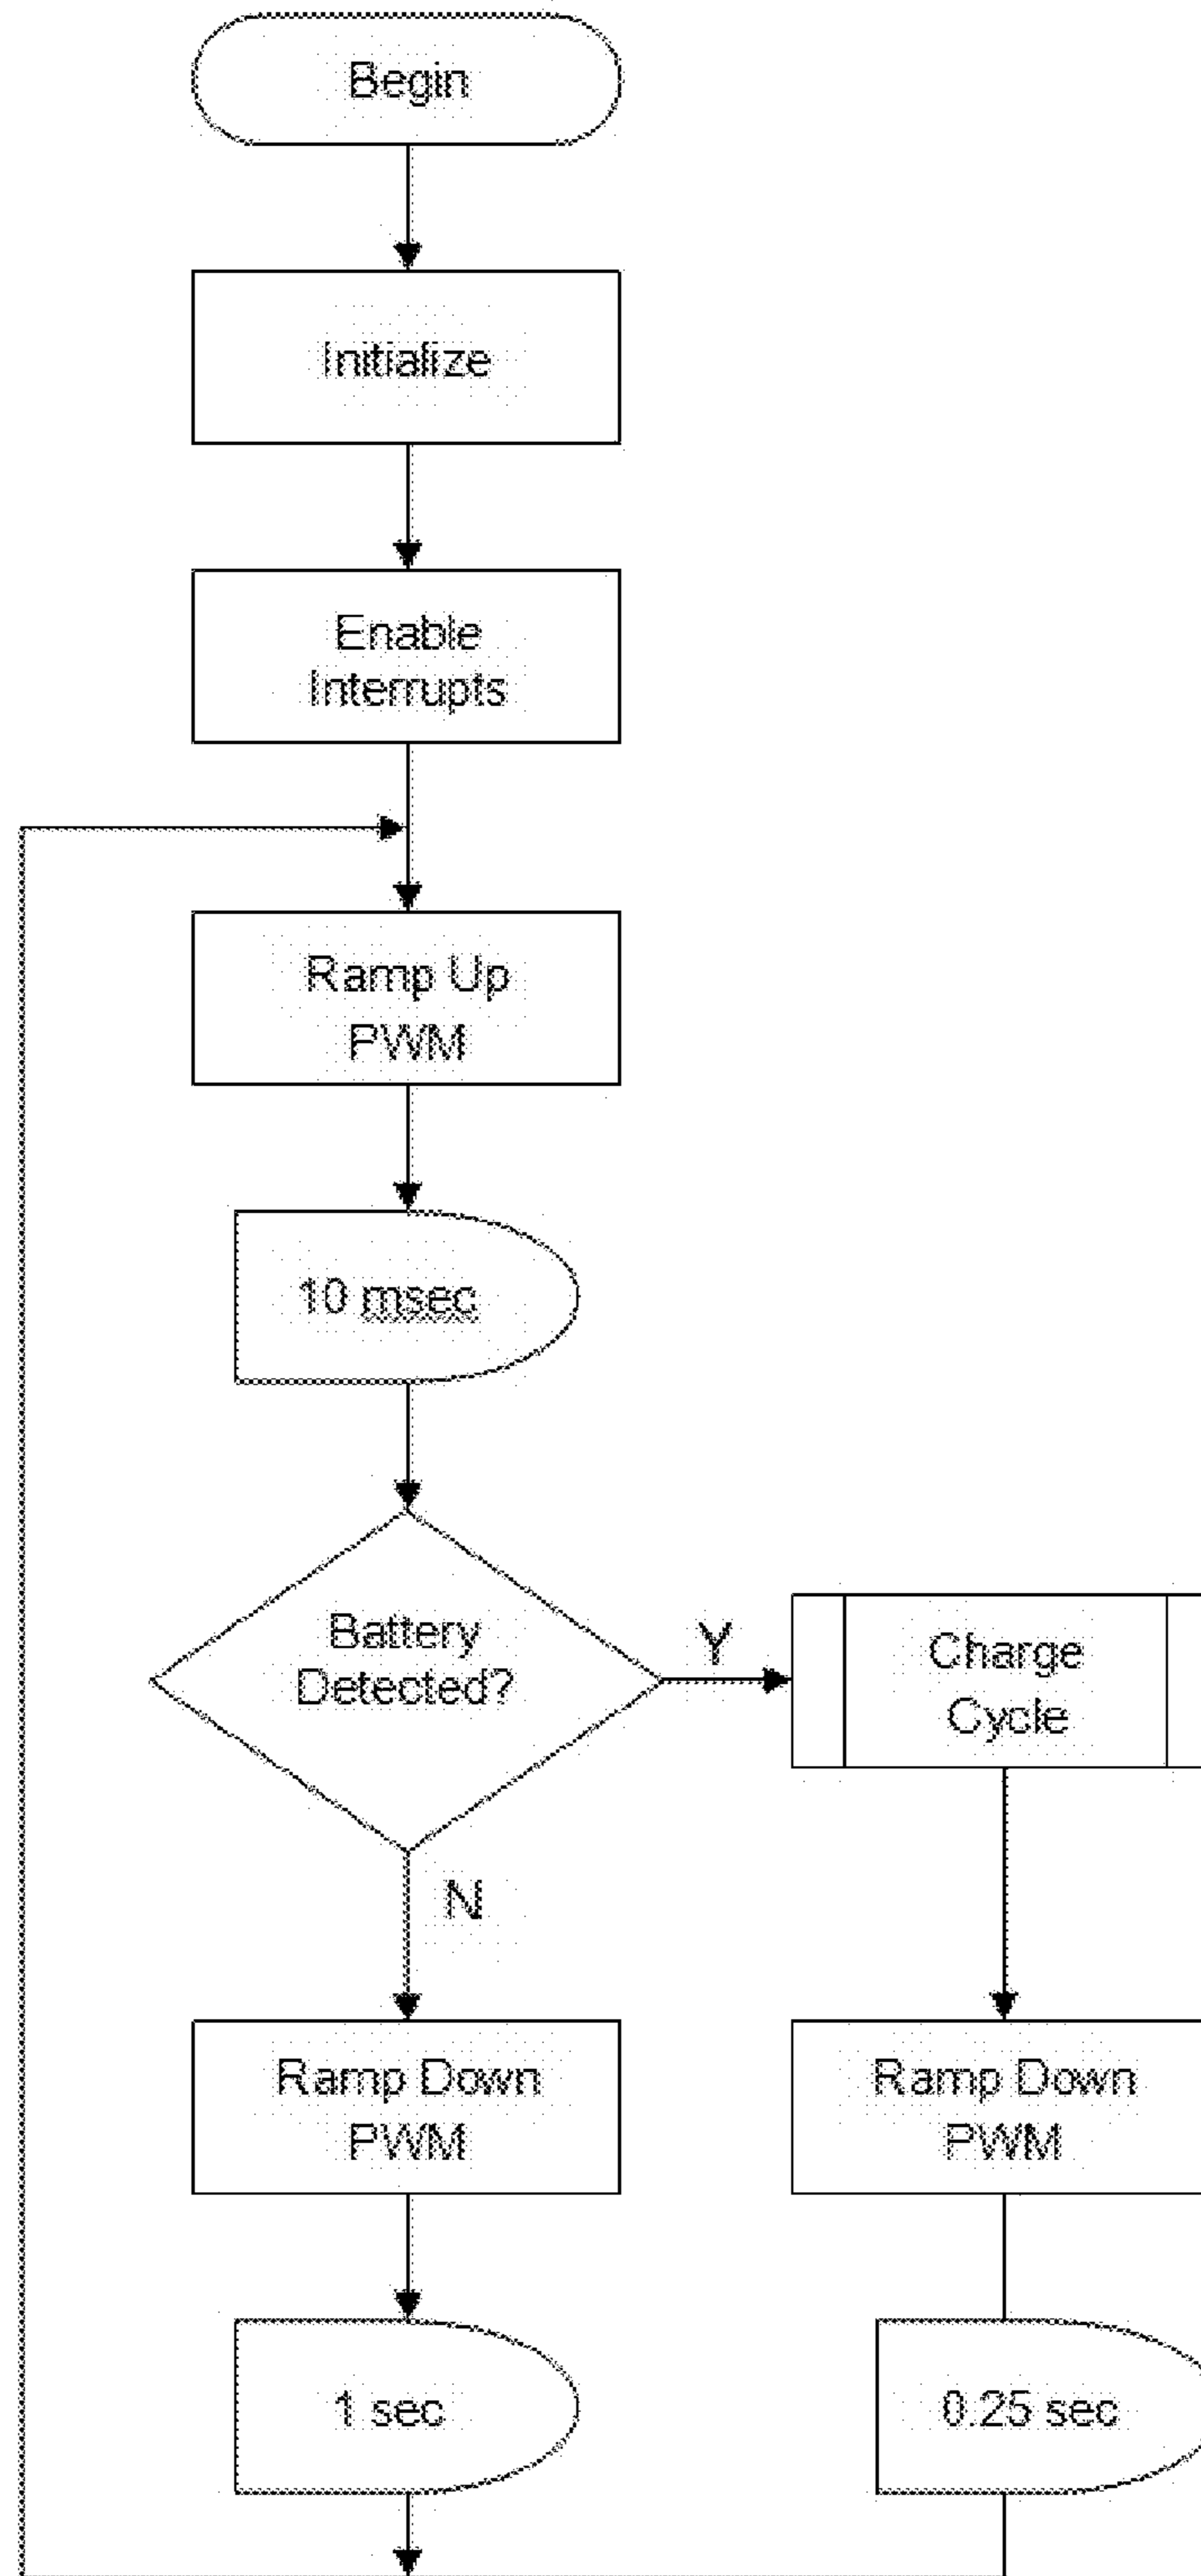 Begin
Initialize
Enable
Interrupts
Ramp Up
PWM
10 msec
Battery
Detected?
Y
Charge
Cycle
N
Ramp Down
PWM
Ramp Down
PWM
1 sec
0.25 sec